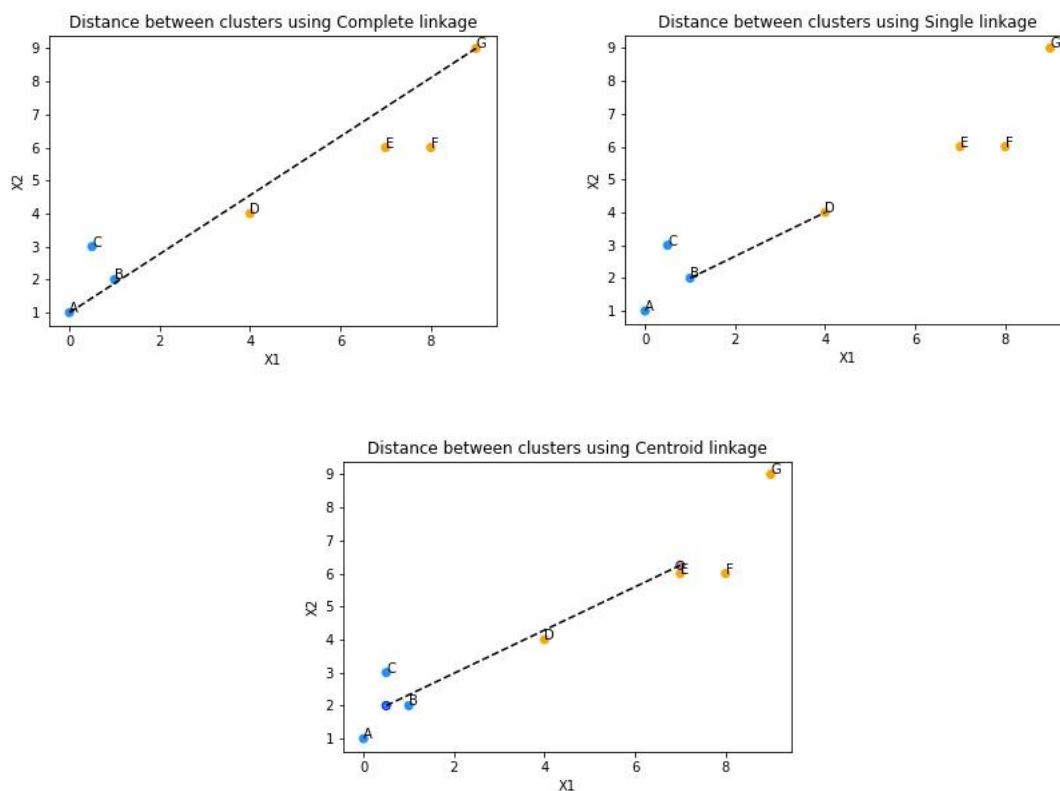 Distance between clusters using Complete linkage
G
9
8
7
E
F
6
X2
5
D
4
C
3
B
2
A
1
0
2
4
6
8
X1
Distance between clusters using Single linkage
G
9
8
7
E
F
6
X2
5
D
4
C
3
B
2
A
1
0
2
4
6
8
X1
Distance between clusters using Centroid linkage
G
9
8
7
E
F
6
X2
5
D
4
C
3
B
2
A
1
0
2
4
6
8
X1